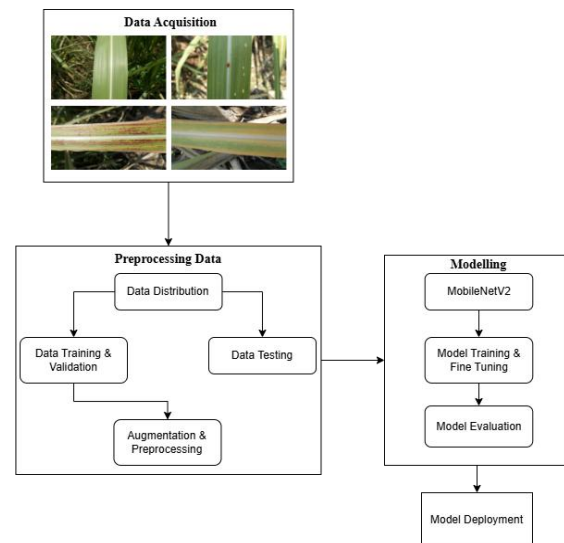 Data Acquisition
Preprocessing Data
Data Distribution
Data Training &
Validation
Data Testing
Augmentation &
Preprocessing
Modelling
MobileNetV2
Model Training &
Fine Tuning
Model Evaluation
Model Deployment